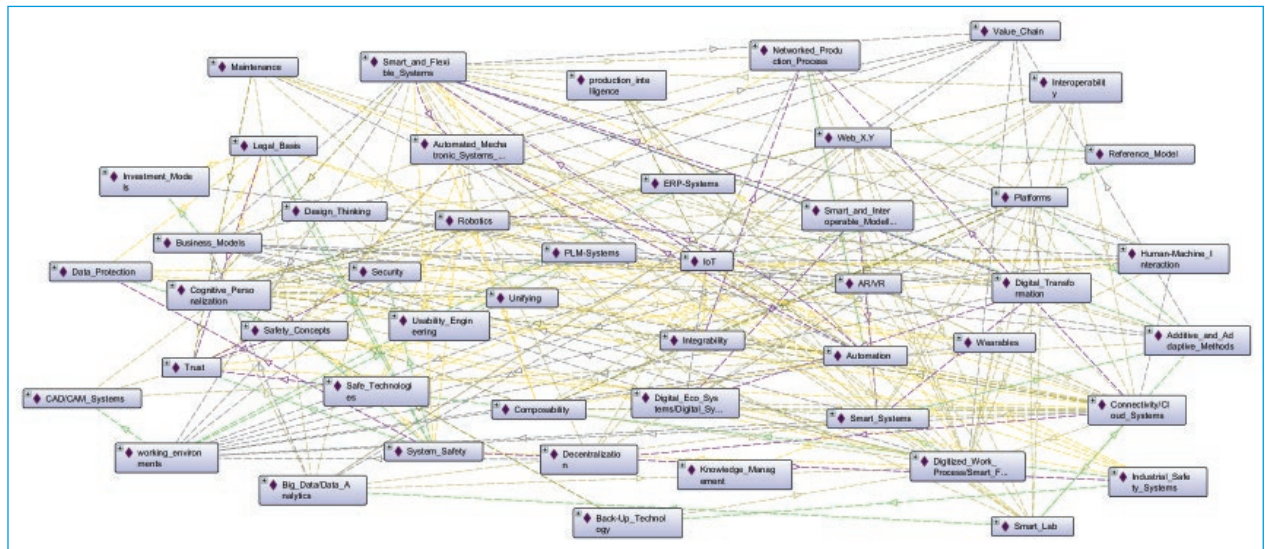 Value_Chain
Networked_Produ
ction_Process
Smart_and_Flexi
ble_Systems
Maintenance
production_inte
lligence
Interoperabilit
y
Web_X.Y
Legal_Basis
Automated_Mecha
tronic_Systems_...
Reference_Model
Investment_Mode
ls
ERP-Systems
Platforms
Design_Thinking
Robotics
Smart_and_Inter
operable_Modell...
Business_Models
PLM-Systems
IoT
Human-Machine_I
nteraction
Data_Protection
Security
Cognitive_Perso
nalization
AR/VR
Digital_Transfo
rmation
Unifying
Safety_Concepts
Usability_Engin
eering
Integrability
Wearables
Additive_and_Ad
aptive_Methods
Automation
Trust
CAD/CAM_Systems
Safe_Technologi
es
Composability
Digital_Eco_Sys
tems/Digital_Sy...
Smart_Systems
Connectivity/Cl
oud_Systems
working_environ
ments
System_Safety
Decentralizatio
n
Knowledge_Manag
ement
Digitized_Work_
Process/Smart_F...
Big_Data/Data_A
nalytics
Industrial_Safe
ty_Systems
Back-Up_Technol
ogy
Smart_Lab